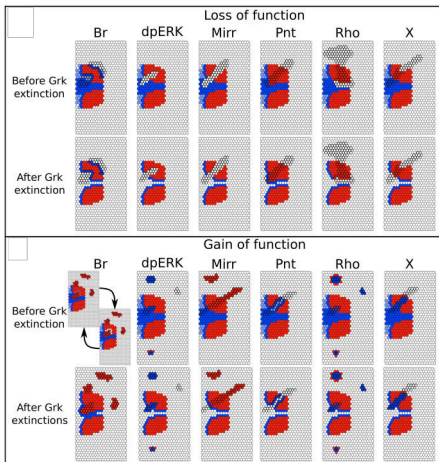 Loss of function
Br dpERK Mirr Pnt Rho X
Before Grk
extinction
After Grk
extinction
Gain of function
Br dpERK Mirr Pnt Rho X
Before Grk
extinction
After Grk
extinctions